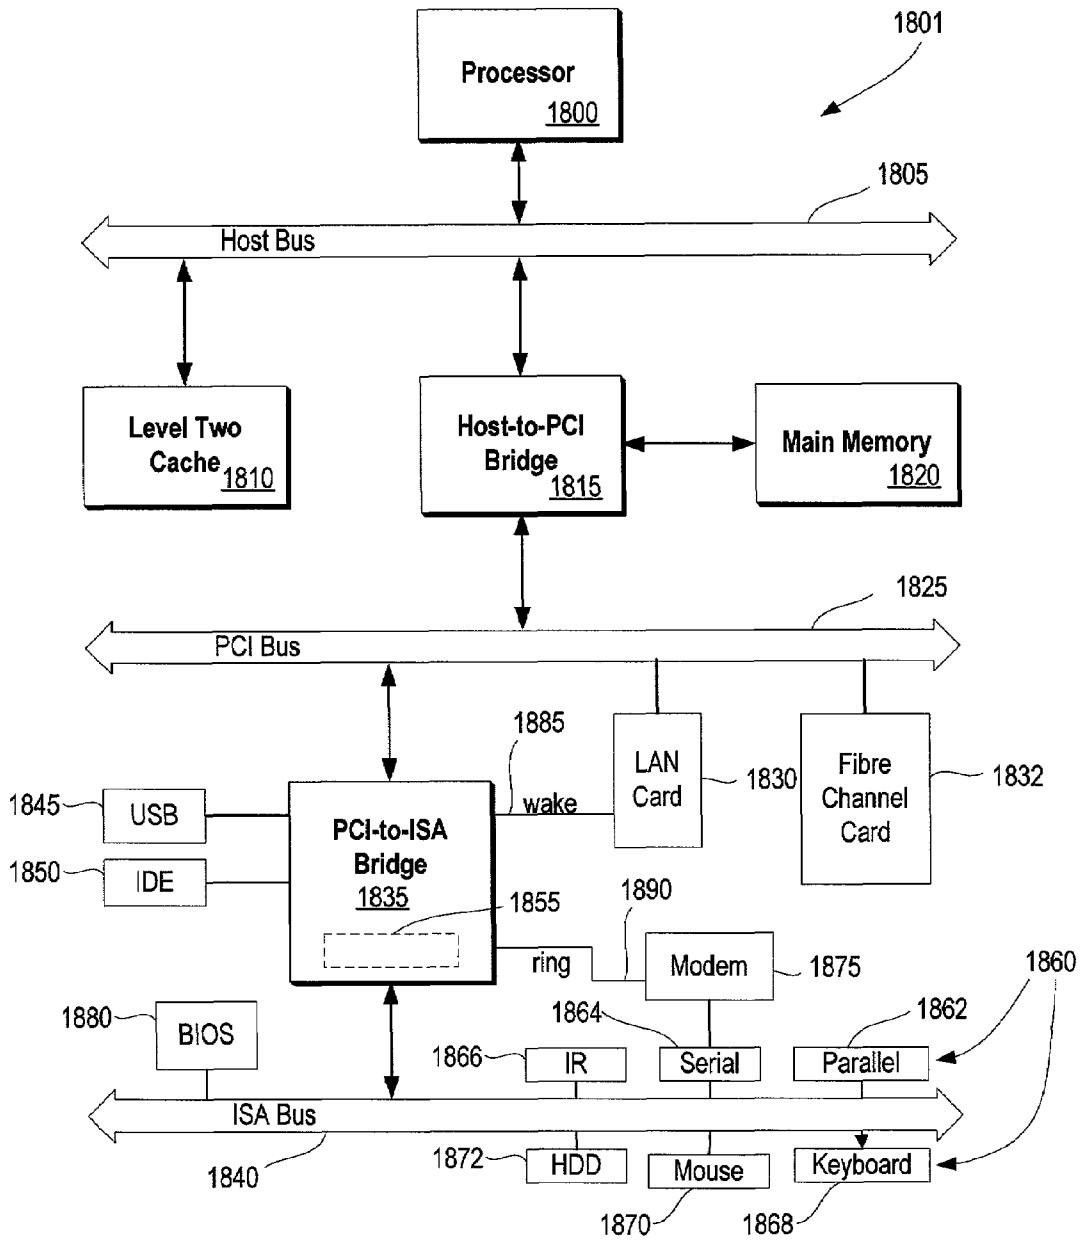 1801
Processor
1800
1805
Host Bus
Level Two
Cache
1810
Host-to-PCI
Bridge
1815
Main Memory
1820
1825
PCI Bus
1885
LAN
Card
1830
Fibre
Channel
Card
1832
1845
USB
wake
PCI-to-ISA
Bridge
1835
1850
IDE
1855
1890
ring
Modem
1875
1860
1880
BIOS
1864
1862
1866
IR
Serial
Parallel
ISA Bus
1840
1872
HDD
Mouse
Keyboard
1870
1868